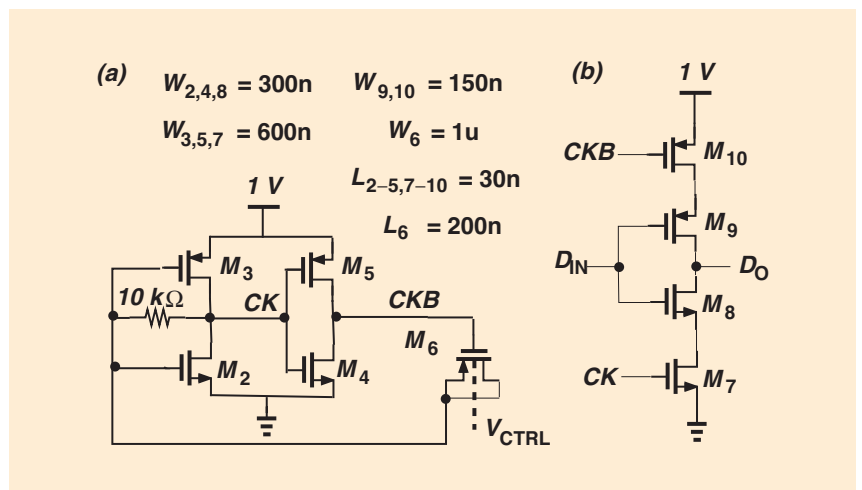 (a)
W2,4,8 = 300n
W9,10 = 150n
W3,5,7 = 600n
W6 = 1u
L2–5,7–10 = 30n
L6 = 200n
1 V
M3
M5
10 kΩ
CK
CKB
M6
M2
M4
VCTRL
(b)
1 V
CKB
M10
M9
DIN
DO
M8
CK
M7